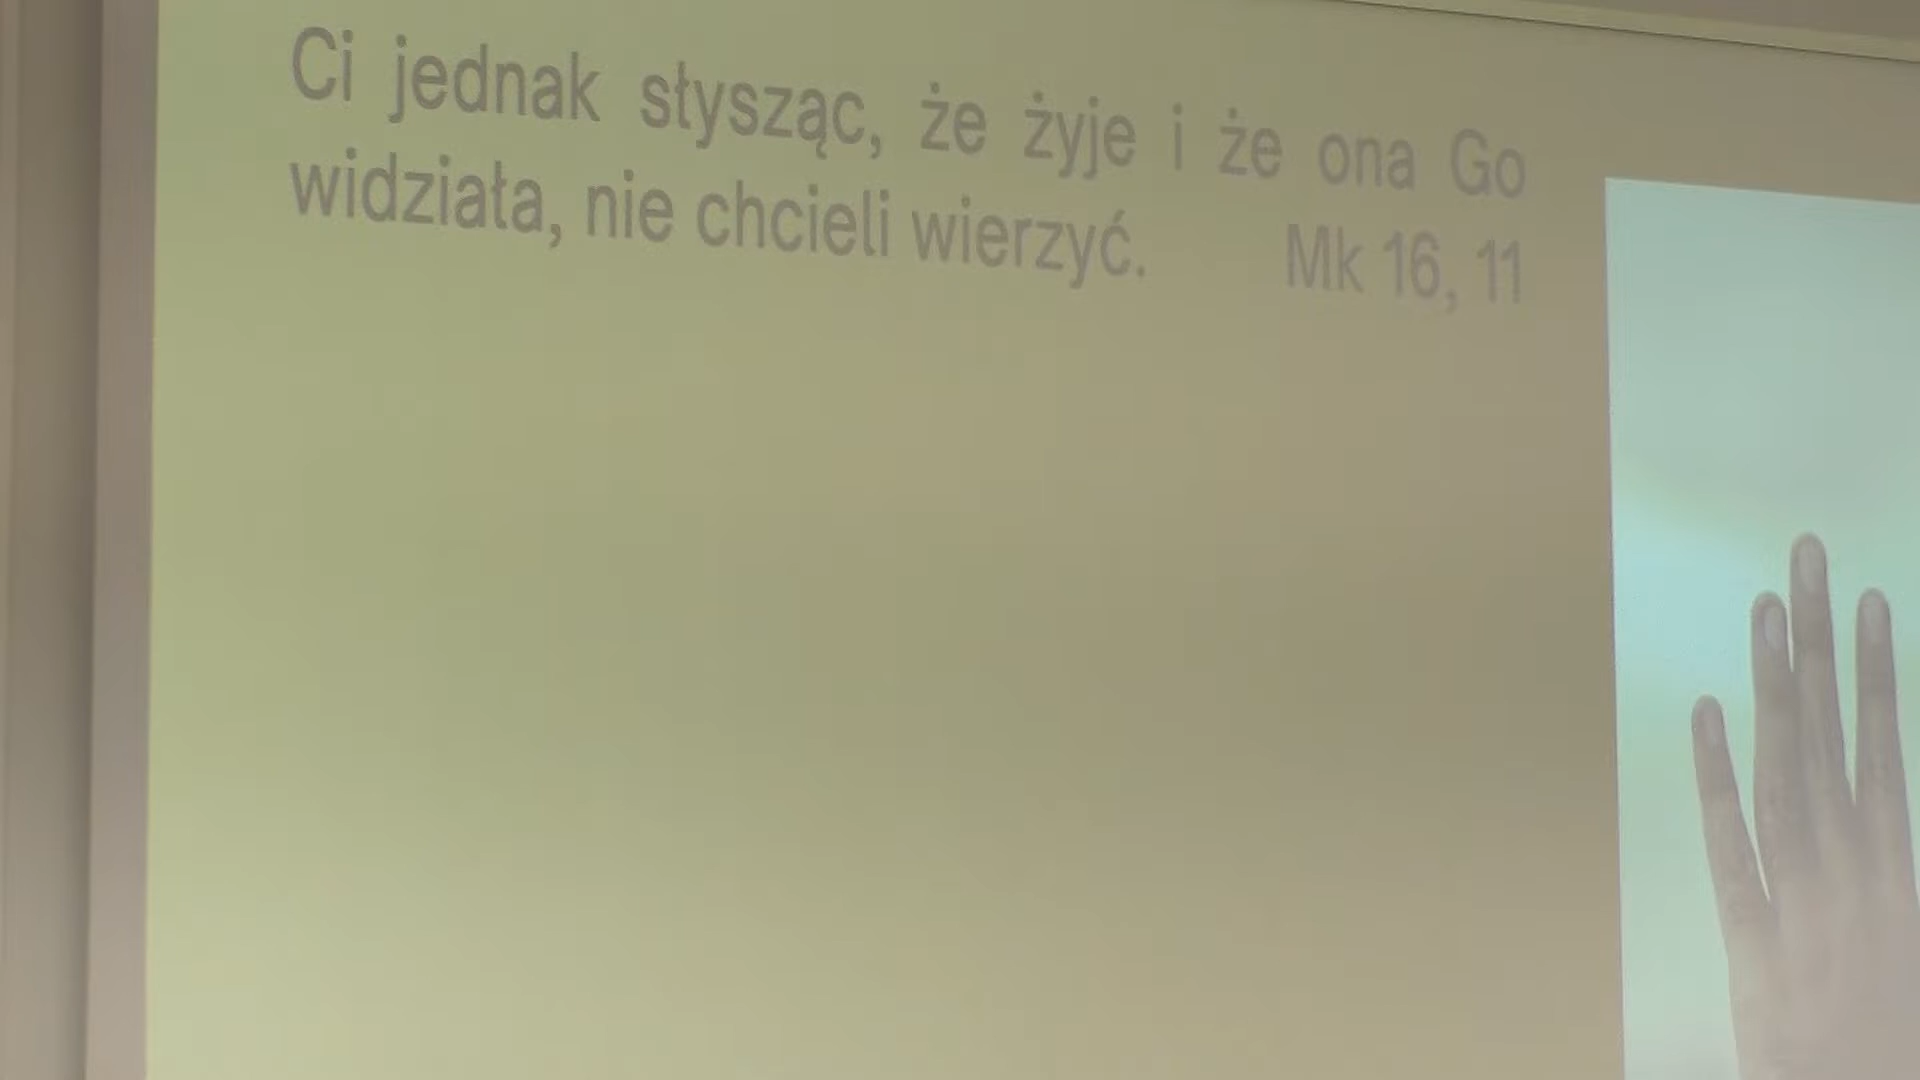 Ci jednak słysząc, że żyje i że ona Go
widziała, nie chcieli wierzyć. Mk 16, 11